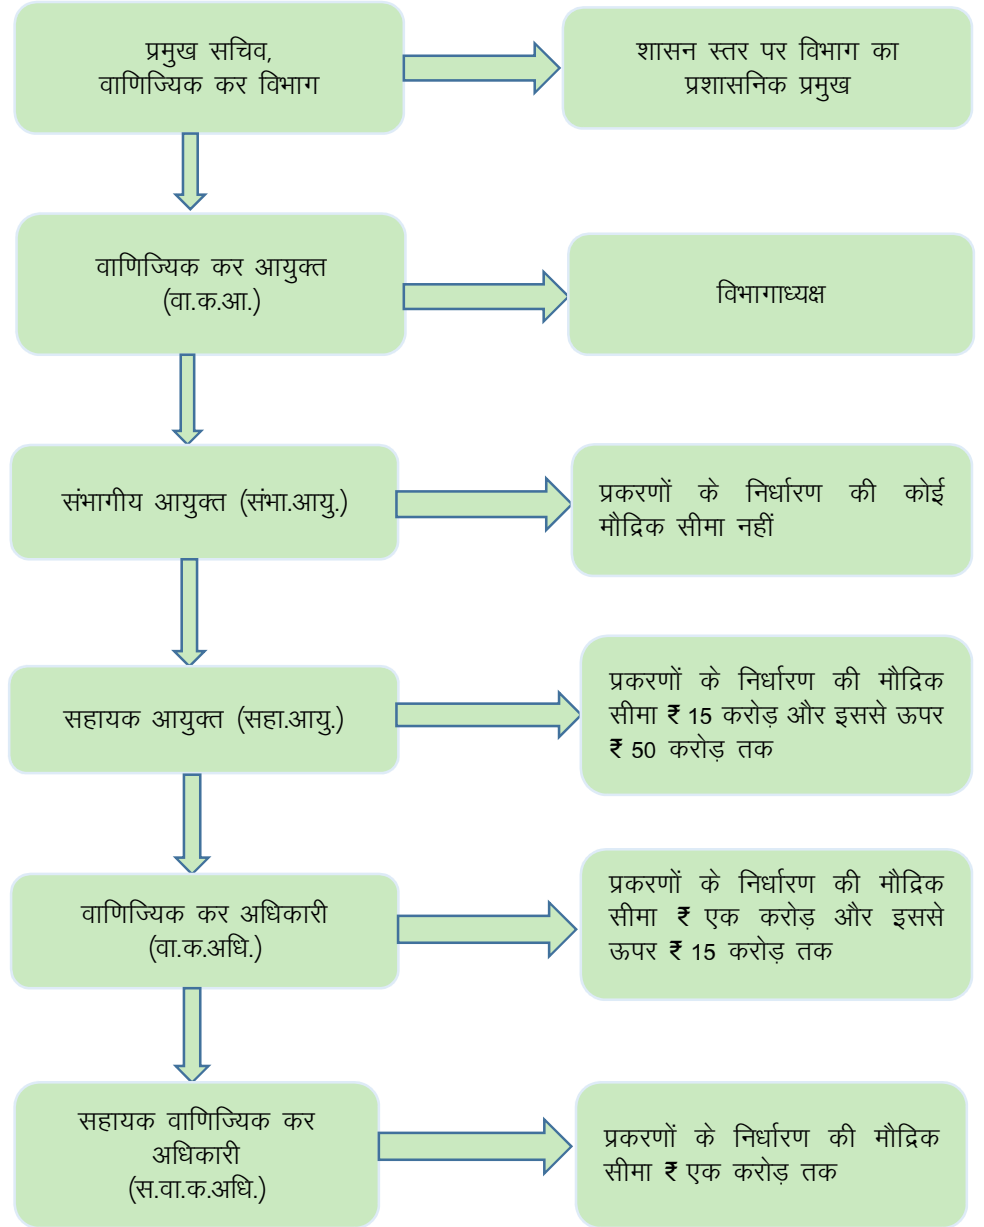 प्रमुख सचिव,
वाणिज्यिक कर विभाग
शासन स्तर पर विभाग का
प्रशासनिक प्रमुख
वाणिज्यिक कर आयुक्त
(वा.क.आ.)
विभागाध्यक्ष
संभागीय आयुक्त (संभा.आयु.)
प्रकरणों के निर्धारण की कोई
मौद्रिक सीमा नहीं
सहायक आयुक्त (सहा.आयु.)
प्रकरणों के निर्धारण की मौद्रिक
सीमा ₹ 15 करोड़ और इससे ऊपर
₹ 50 करोड़ तक
वाणिज्यिक कर अधिकारी
(वा.क.अधि.)
प्रकरणों के निर्धारण की मौद्रिक
सीमा ₹ एक करोड़ और इससे
ऊपर ₹ 15 करोड़ तक
सहायक वाणिज्यिक कर
अधिकारी
(स.वा.क.अधि.)
प्रकरणों के निर्धारण की मौद्रिक
सीमा ₹ एक करोड़ तक